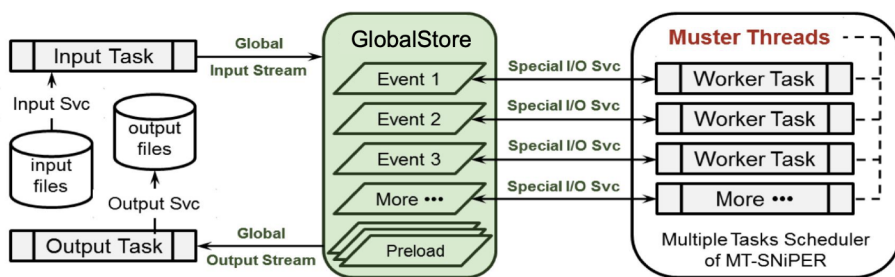 Input Task
Global
Input Stream
Input Svc
input
files
output
files
Output Svc
Output Task
Global
Output Stream
GlobalStore
Event 1
Event 2
Event 3
More •••
Preload
Special I/O Svc
Special I/O Svc
Special I/O Svc
Special I/O Svc
Muster Threads
Worker Task
Worker Task
Worker Task
More •••
Multiple Tasks Scheduler
of MT-SNiPER